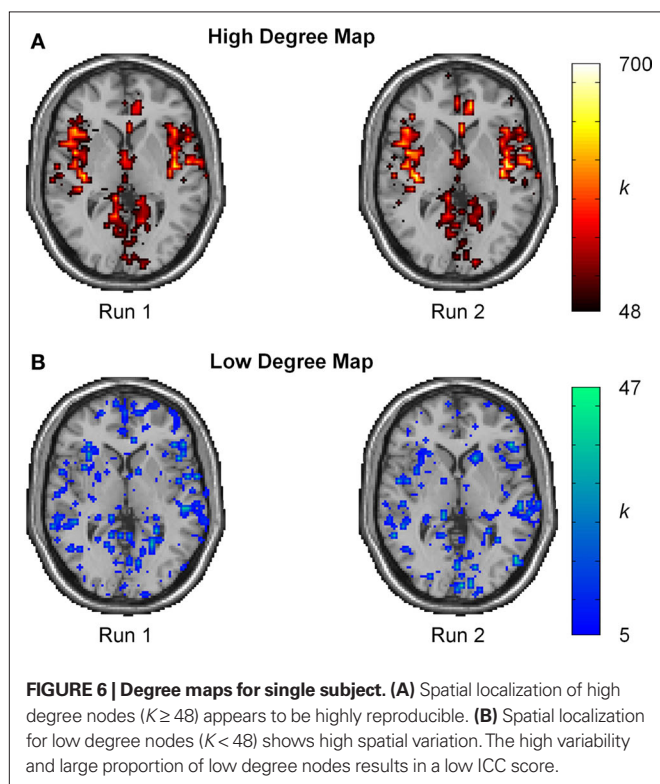 A
High Degree Map
700
k
48
Run 1
Run 2
B
Low Degree Map
47
k
5
Run 1
Run 2
FIGURE 6 | Degree maps for single subject. (A) Spatial localization of high
degree nodes (K ≥ 48) appears to be highly reproducible. (B) Spatial localization
for low degree nodes (K < 48) shows high spatial variation. The high variability
and large proportion of low degree nodes results in a low ICC score.